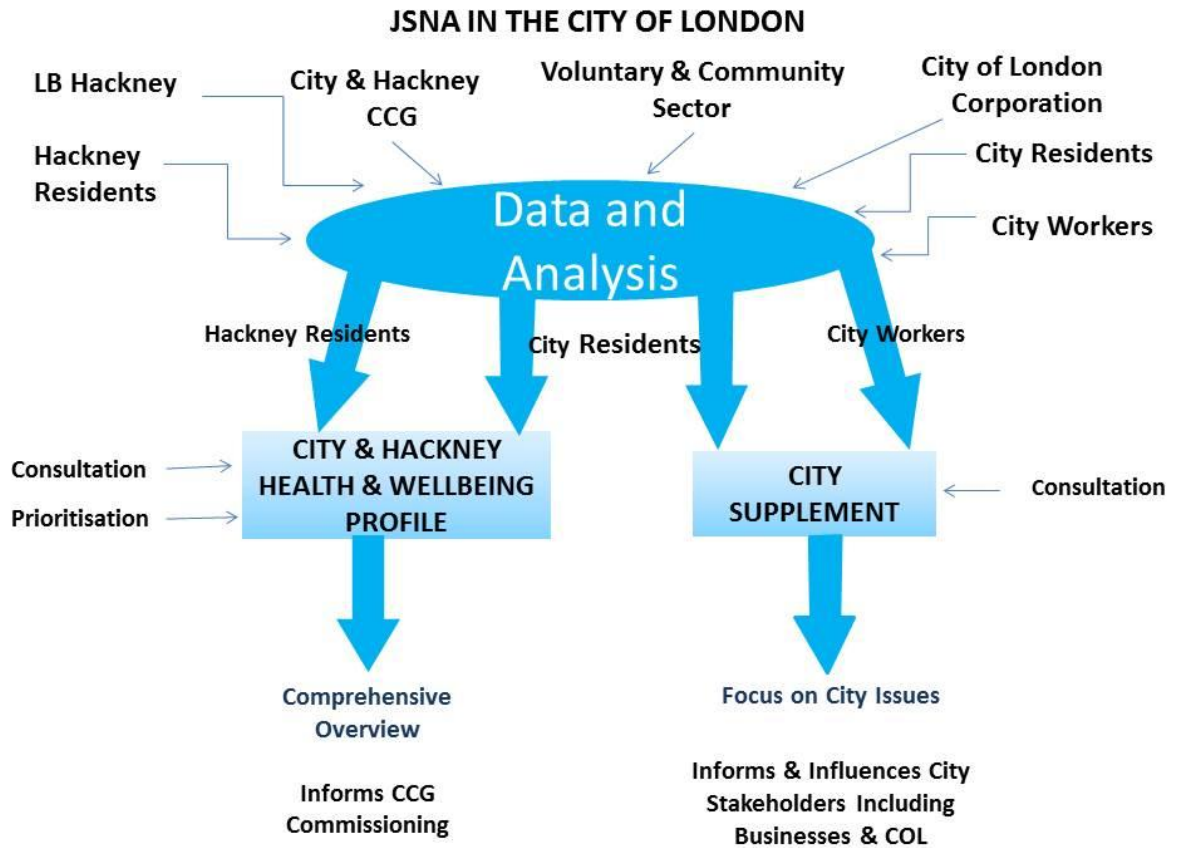 JSNA IN THE CITY OF LONDON
LB Hackney
City & Hackney
CCG
Voluntary & Community
Sector
City of London
Corporation
Hackney
Residents
City Residents
City Workers
Data and
Analysis
Hackney Residents
City Residents
City Workers
Consultation
Prioritisation
CITY & HACKNEY
HEALTH & WELLBEING
PROFILE
CITY
SUPPLEMENT
Consultation
Comprehensive
Overview
Focus on City Issues
Informs CCG
Commissioning
Informs & Influences City
Stakeholders Including
Businesses & COL